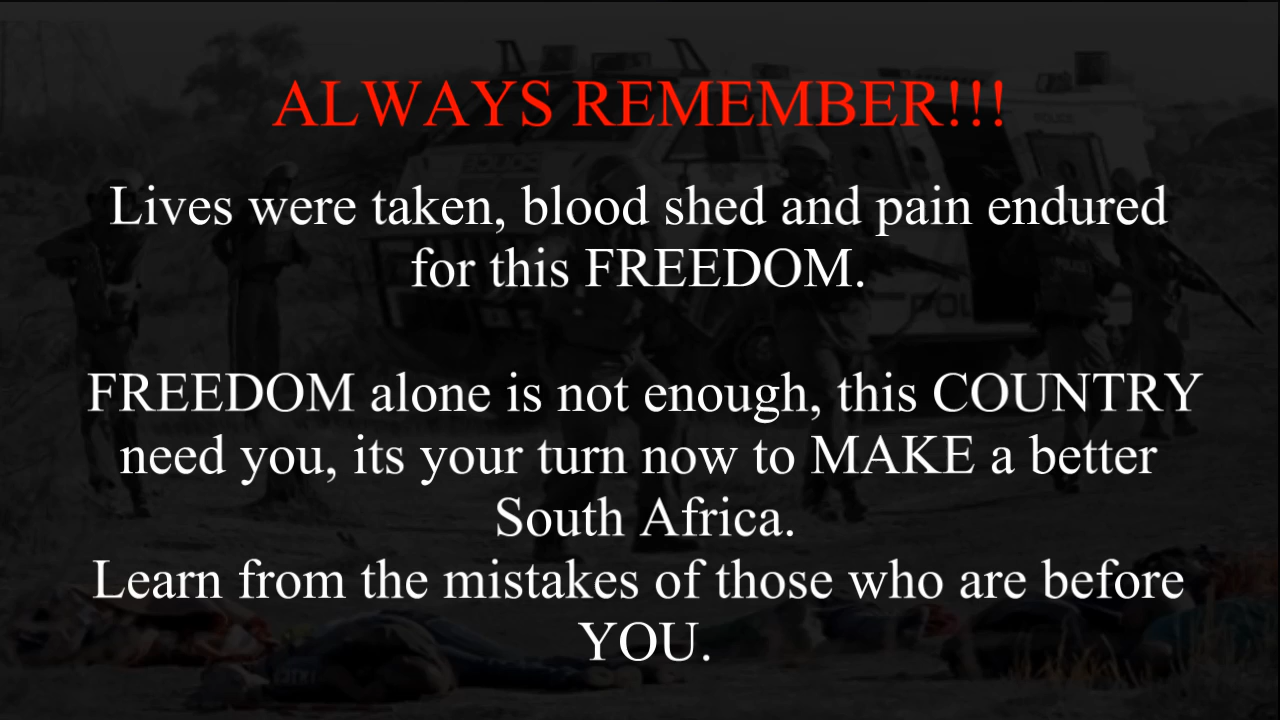 ALWAYS REMEMBER!!!
Lives were taken, blood shed and pain endured
for this FREEDOM.
FREEDOM alone is not enough, this COUNTRY
need you, its your turn now to MAKE a better
South Africa.
Learn from the mistakes of those who are before
YOU.
POLICE